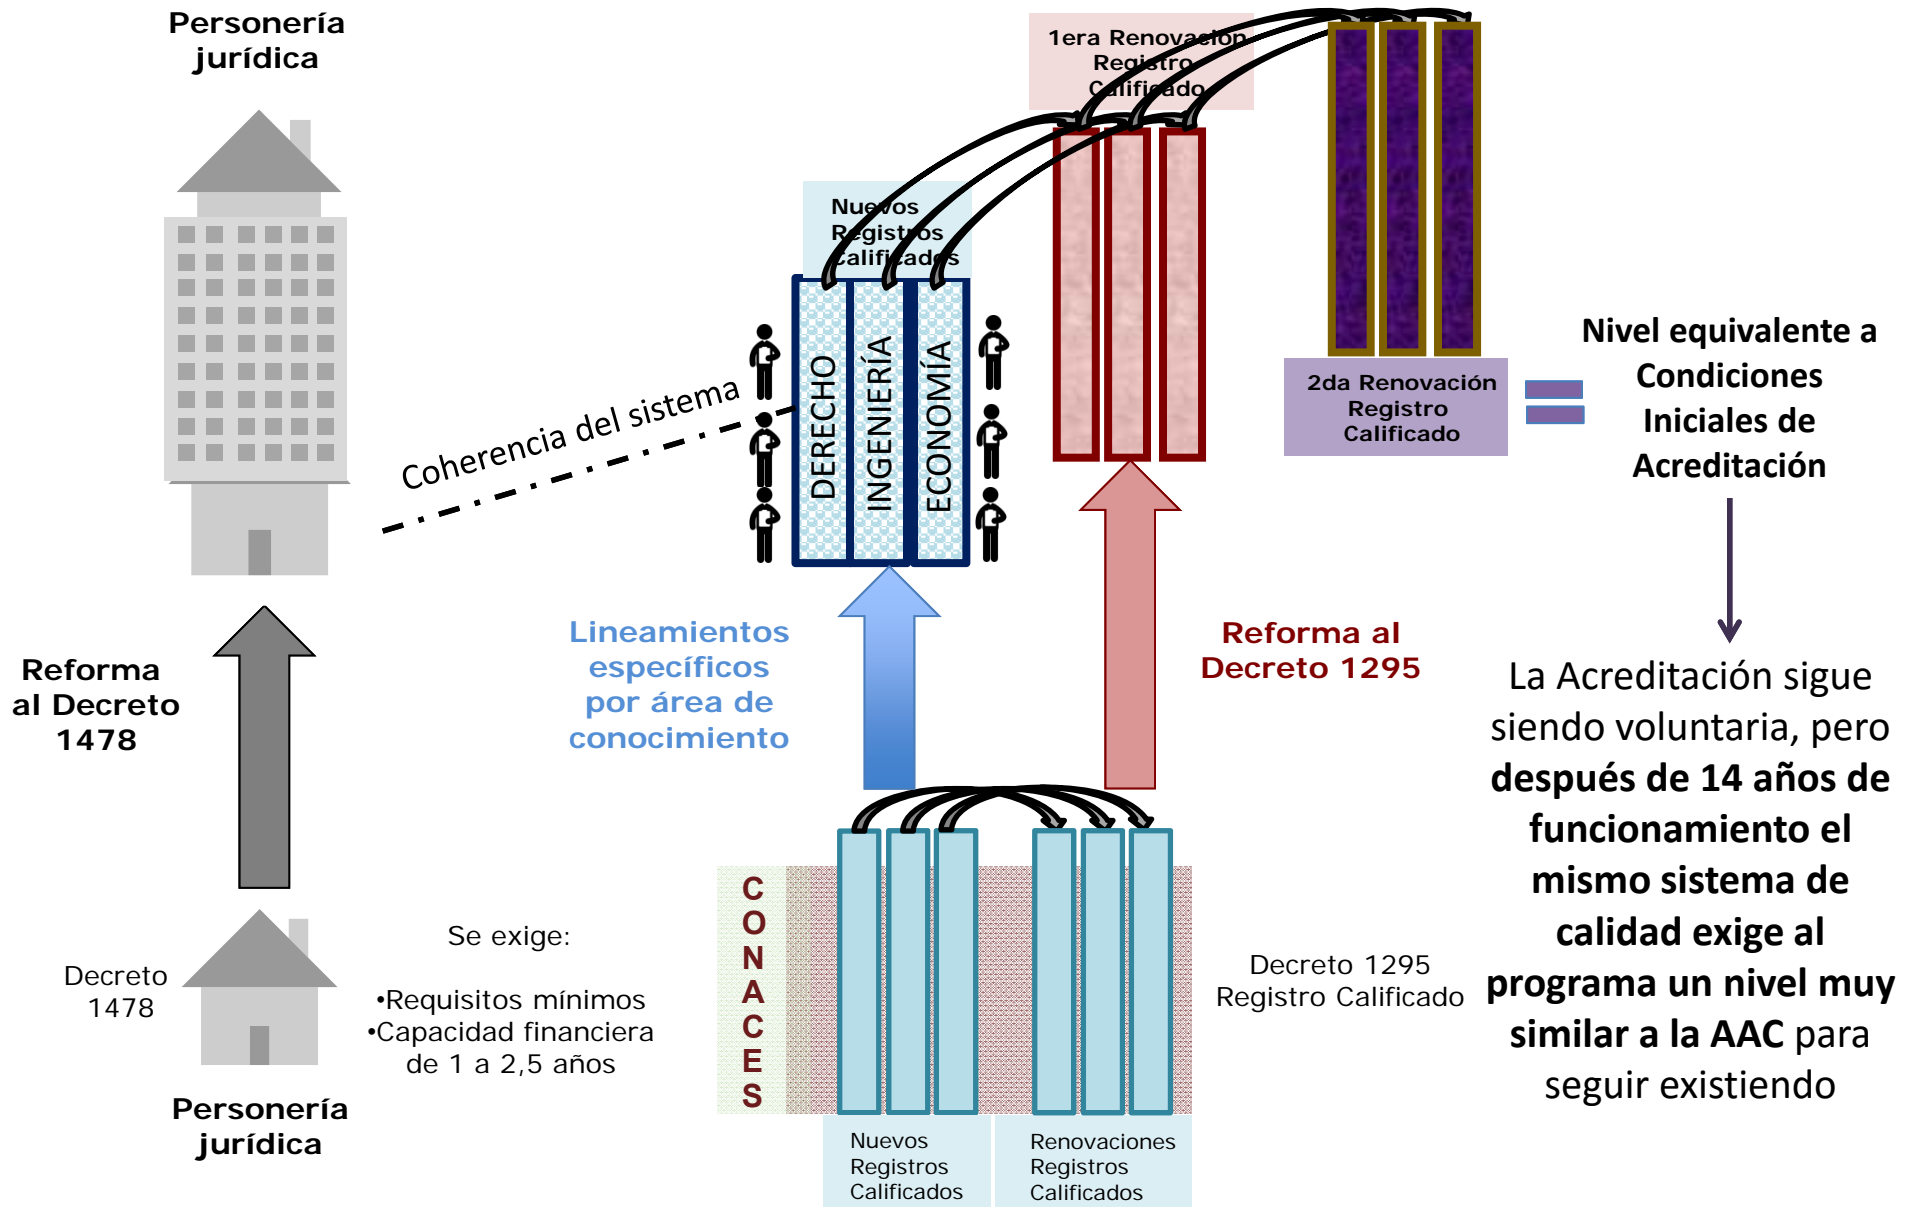 Personería
jurídica
1era Renovación
Registro
Calificado
Nuevos
Registros
Calificados
DERECHO
INGENIERÍA
ECONOMÍA
Coherencia del sistema
2da Renovación
Registro
Calificado
Nivel equivalente a
Condiciones
Iniciales de
Acreditación
Reforma
al Decreto
1478
Lineamientos
específicos
por área de
conocimiento
Reforma al
Decreto 1295
La Acreditación sigue
siendo voluntaria, pero
después de 14 años de
funcionamiento el
mismo sistema de
calidad exige al
programa un nivel muy
similar a la AAC para
seguir existiendo
Decreto
1478
Personería
jurídica
Se exige:
•Requisitos mínimos
•Capacidad financiera
de 1 a 2,5 años
C
O
N
A
C
E
S
Decreto 1295
Registro Calificado
Nuevos
Registros
Calificados
Renovaciones
Registros
Calificados